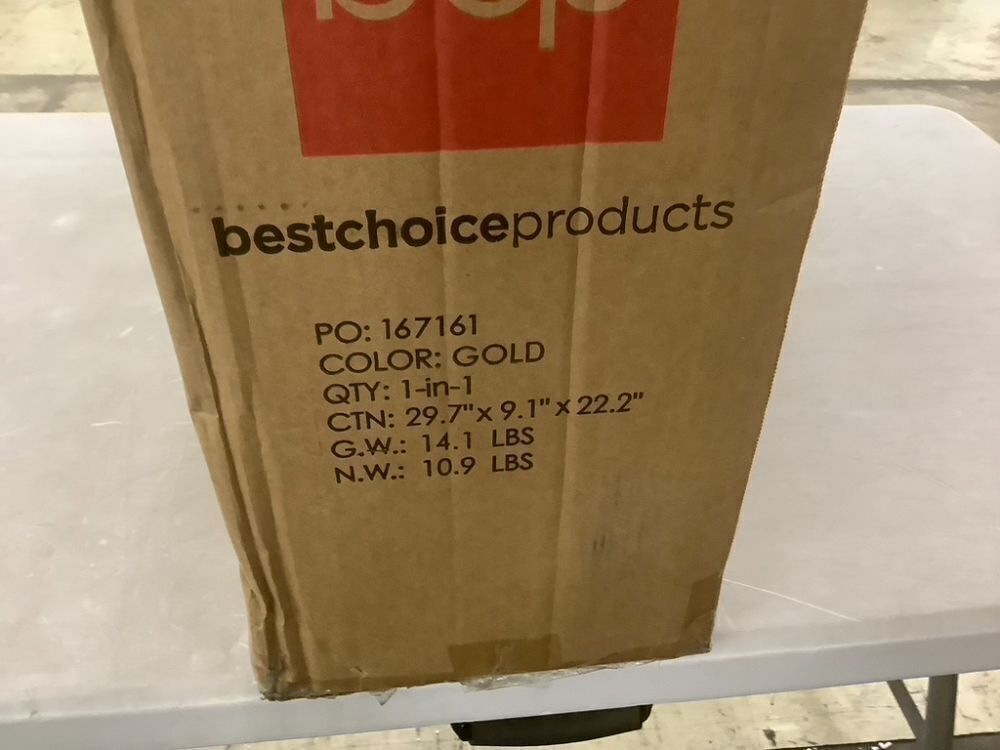 bcp
bestchoiceproducts
PO: 167161
COLOR: GOLD
QTY: 1-in-1
CTN: 29.7"x 9.1"x 22.2"
G.W.: 14.1 LBS
N.W.: 10.9 LBS